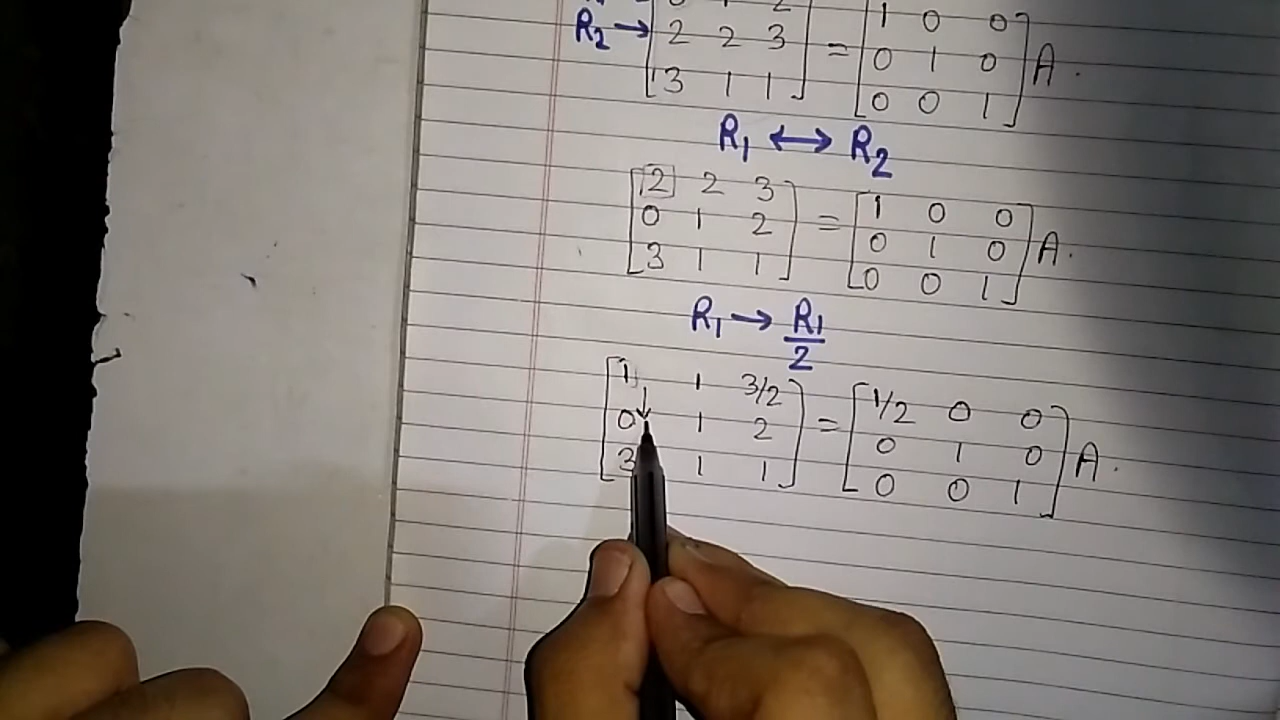 0 1 2 1 0 0
R2 → 2 2 3 = 0 1 0 A.
3 1 1 0 0 1
R1 ↔ R2
2 2 3 1 0 0
0 1 2 = 0 1 0 A.
3 1 1 0 0 1
R1 → R1/2
1 1 3/2 1/2 0 0
0 1 2 = 0 1 0 A.
3 1 1 0 0 1